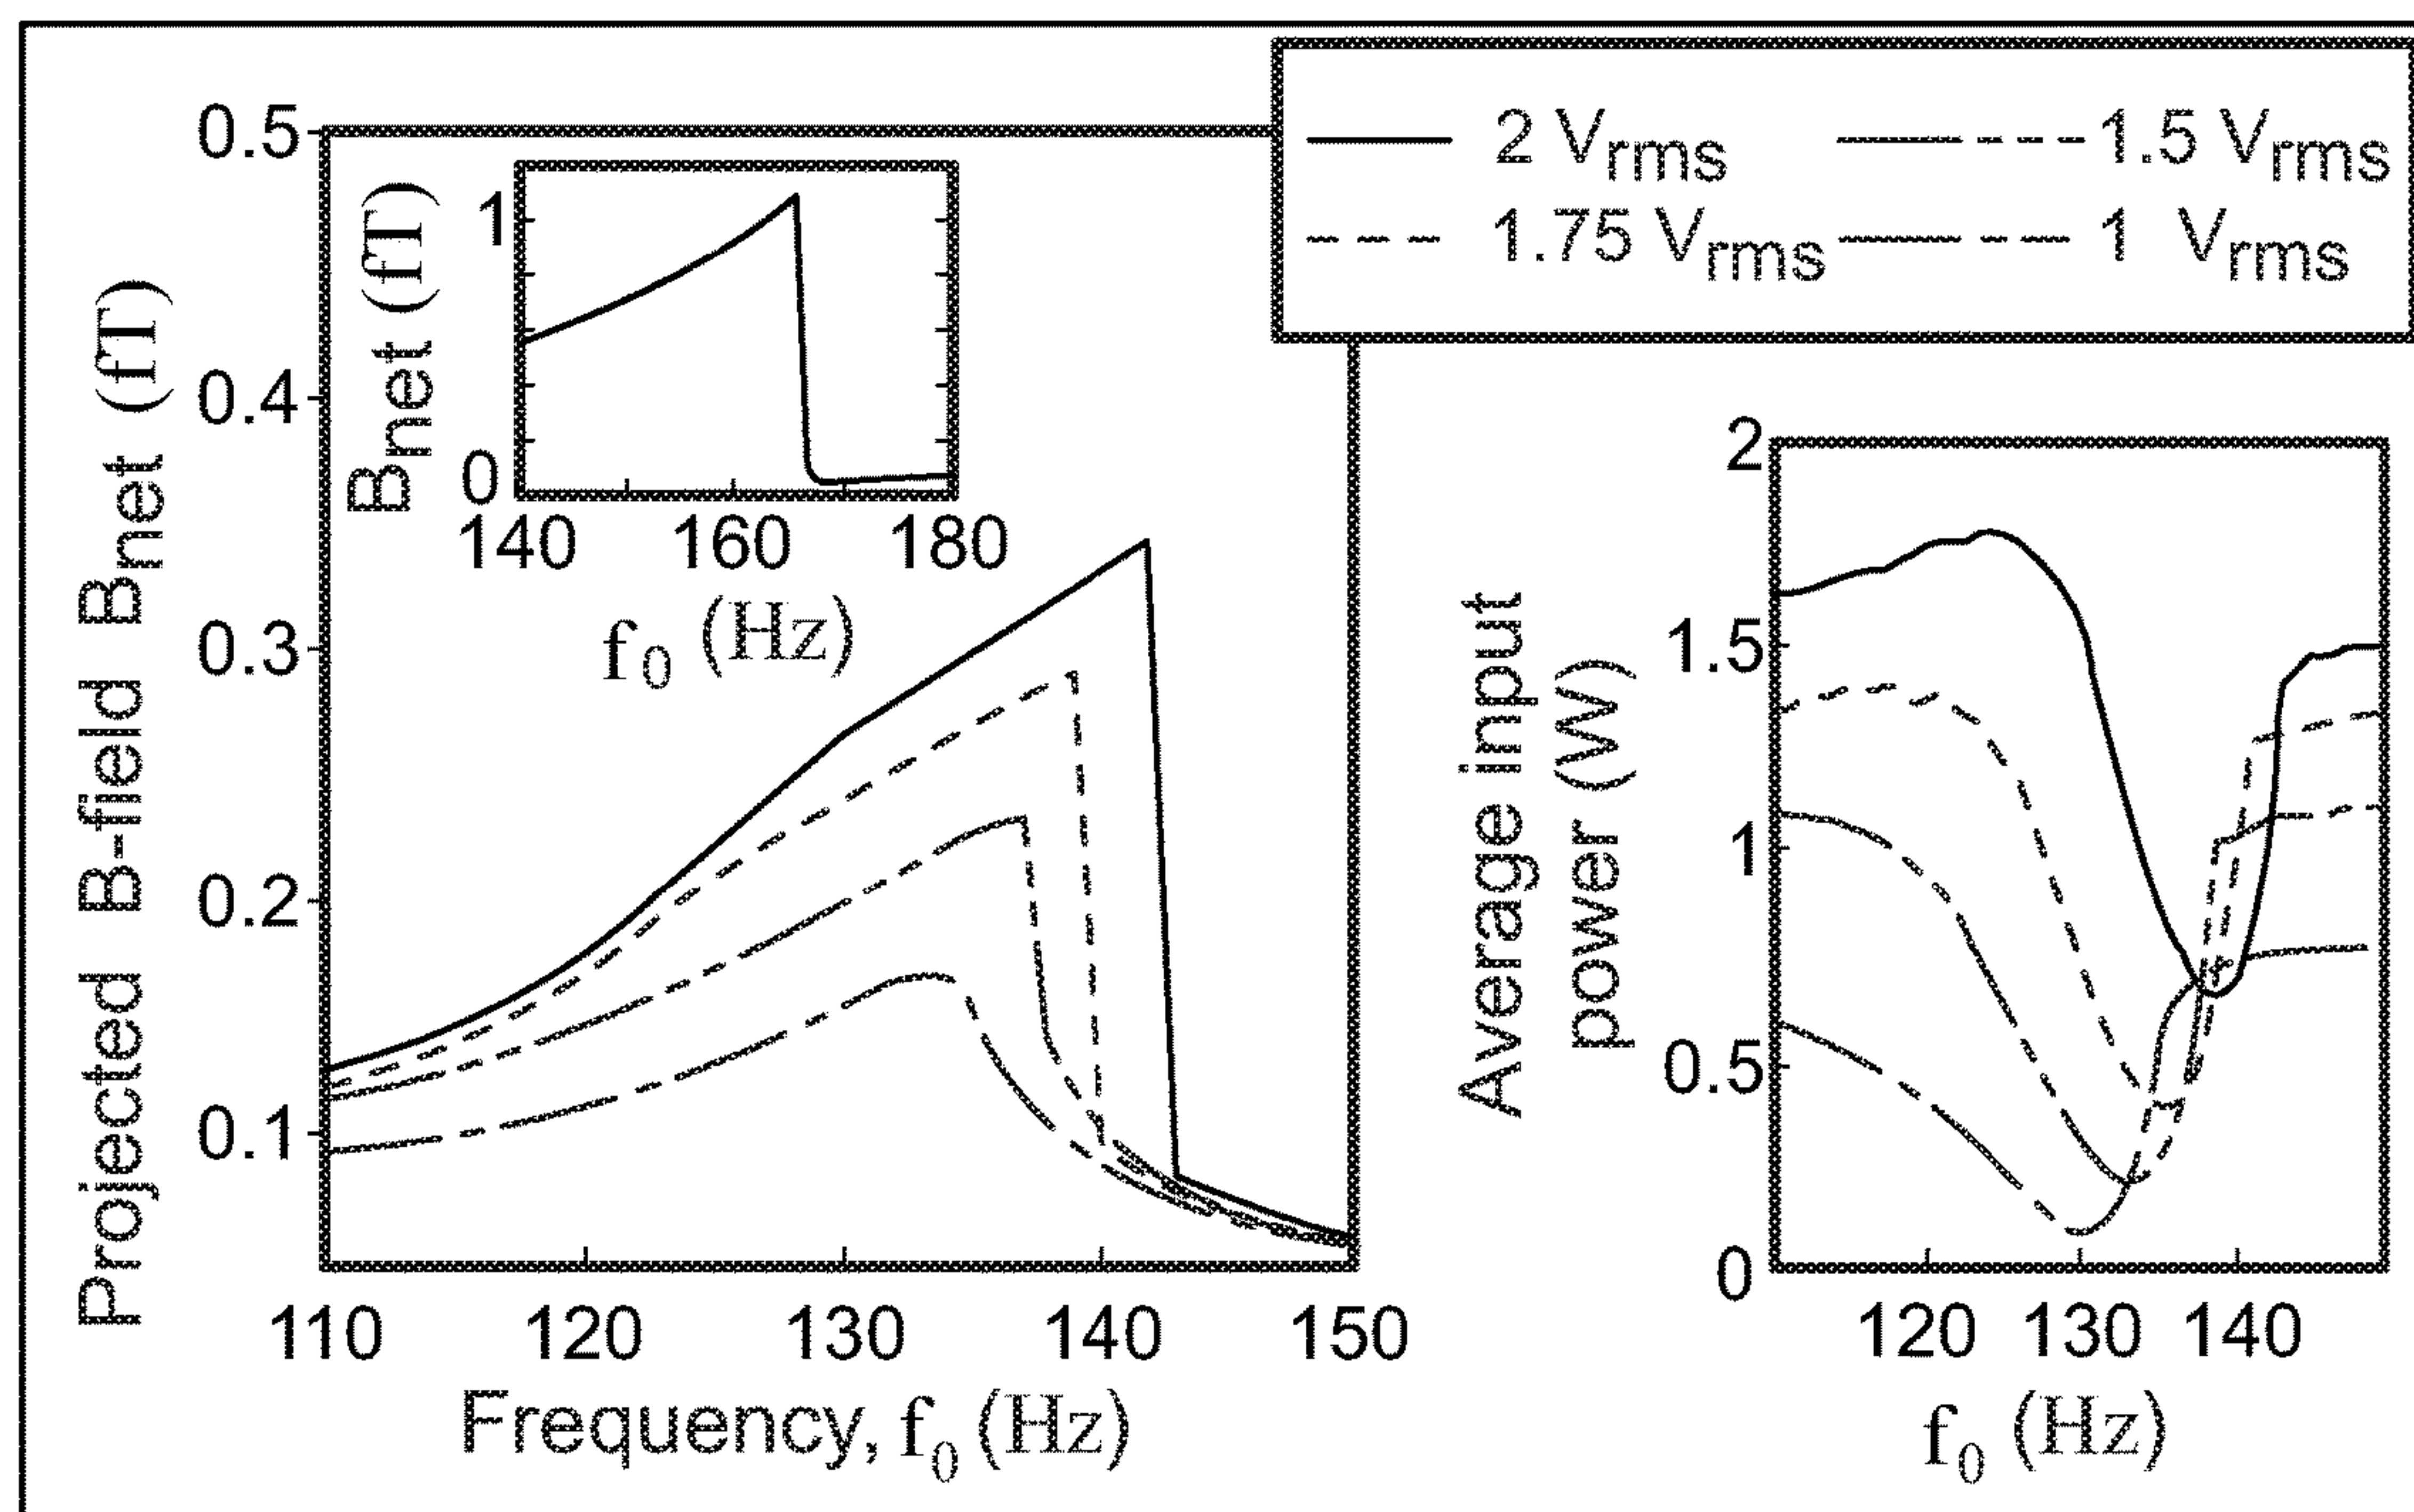 2 Vrms
1.5 Vrms
1.75 Vrms
1 Vrms
Projected B-field Bnet (fT)
0.5
0.4
0.3
0.2
0.1
110 120 130 140 150
Frequency, f0 (Hz)
Bnet (fT)
1
0
140 160 180
f0 (Hz)
Average input
power (W)
2
1.5
1
0.5
0
120 130 140
f0 (Hz)